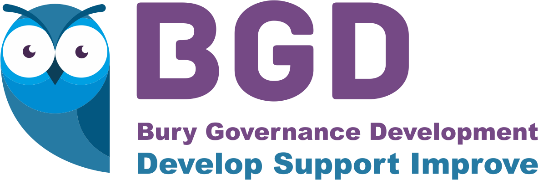 BGD
Bury Governance Development
Develop Support Improve